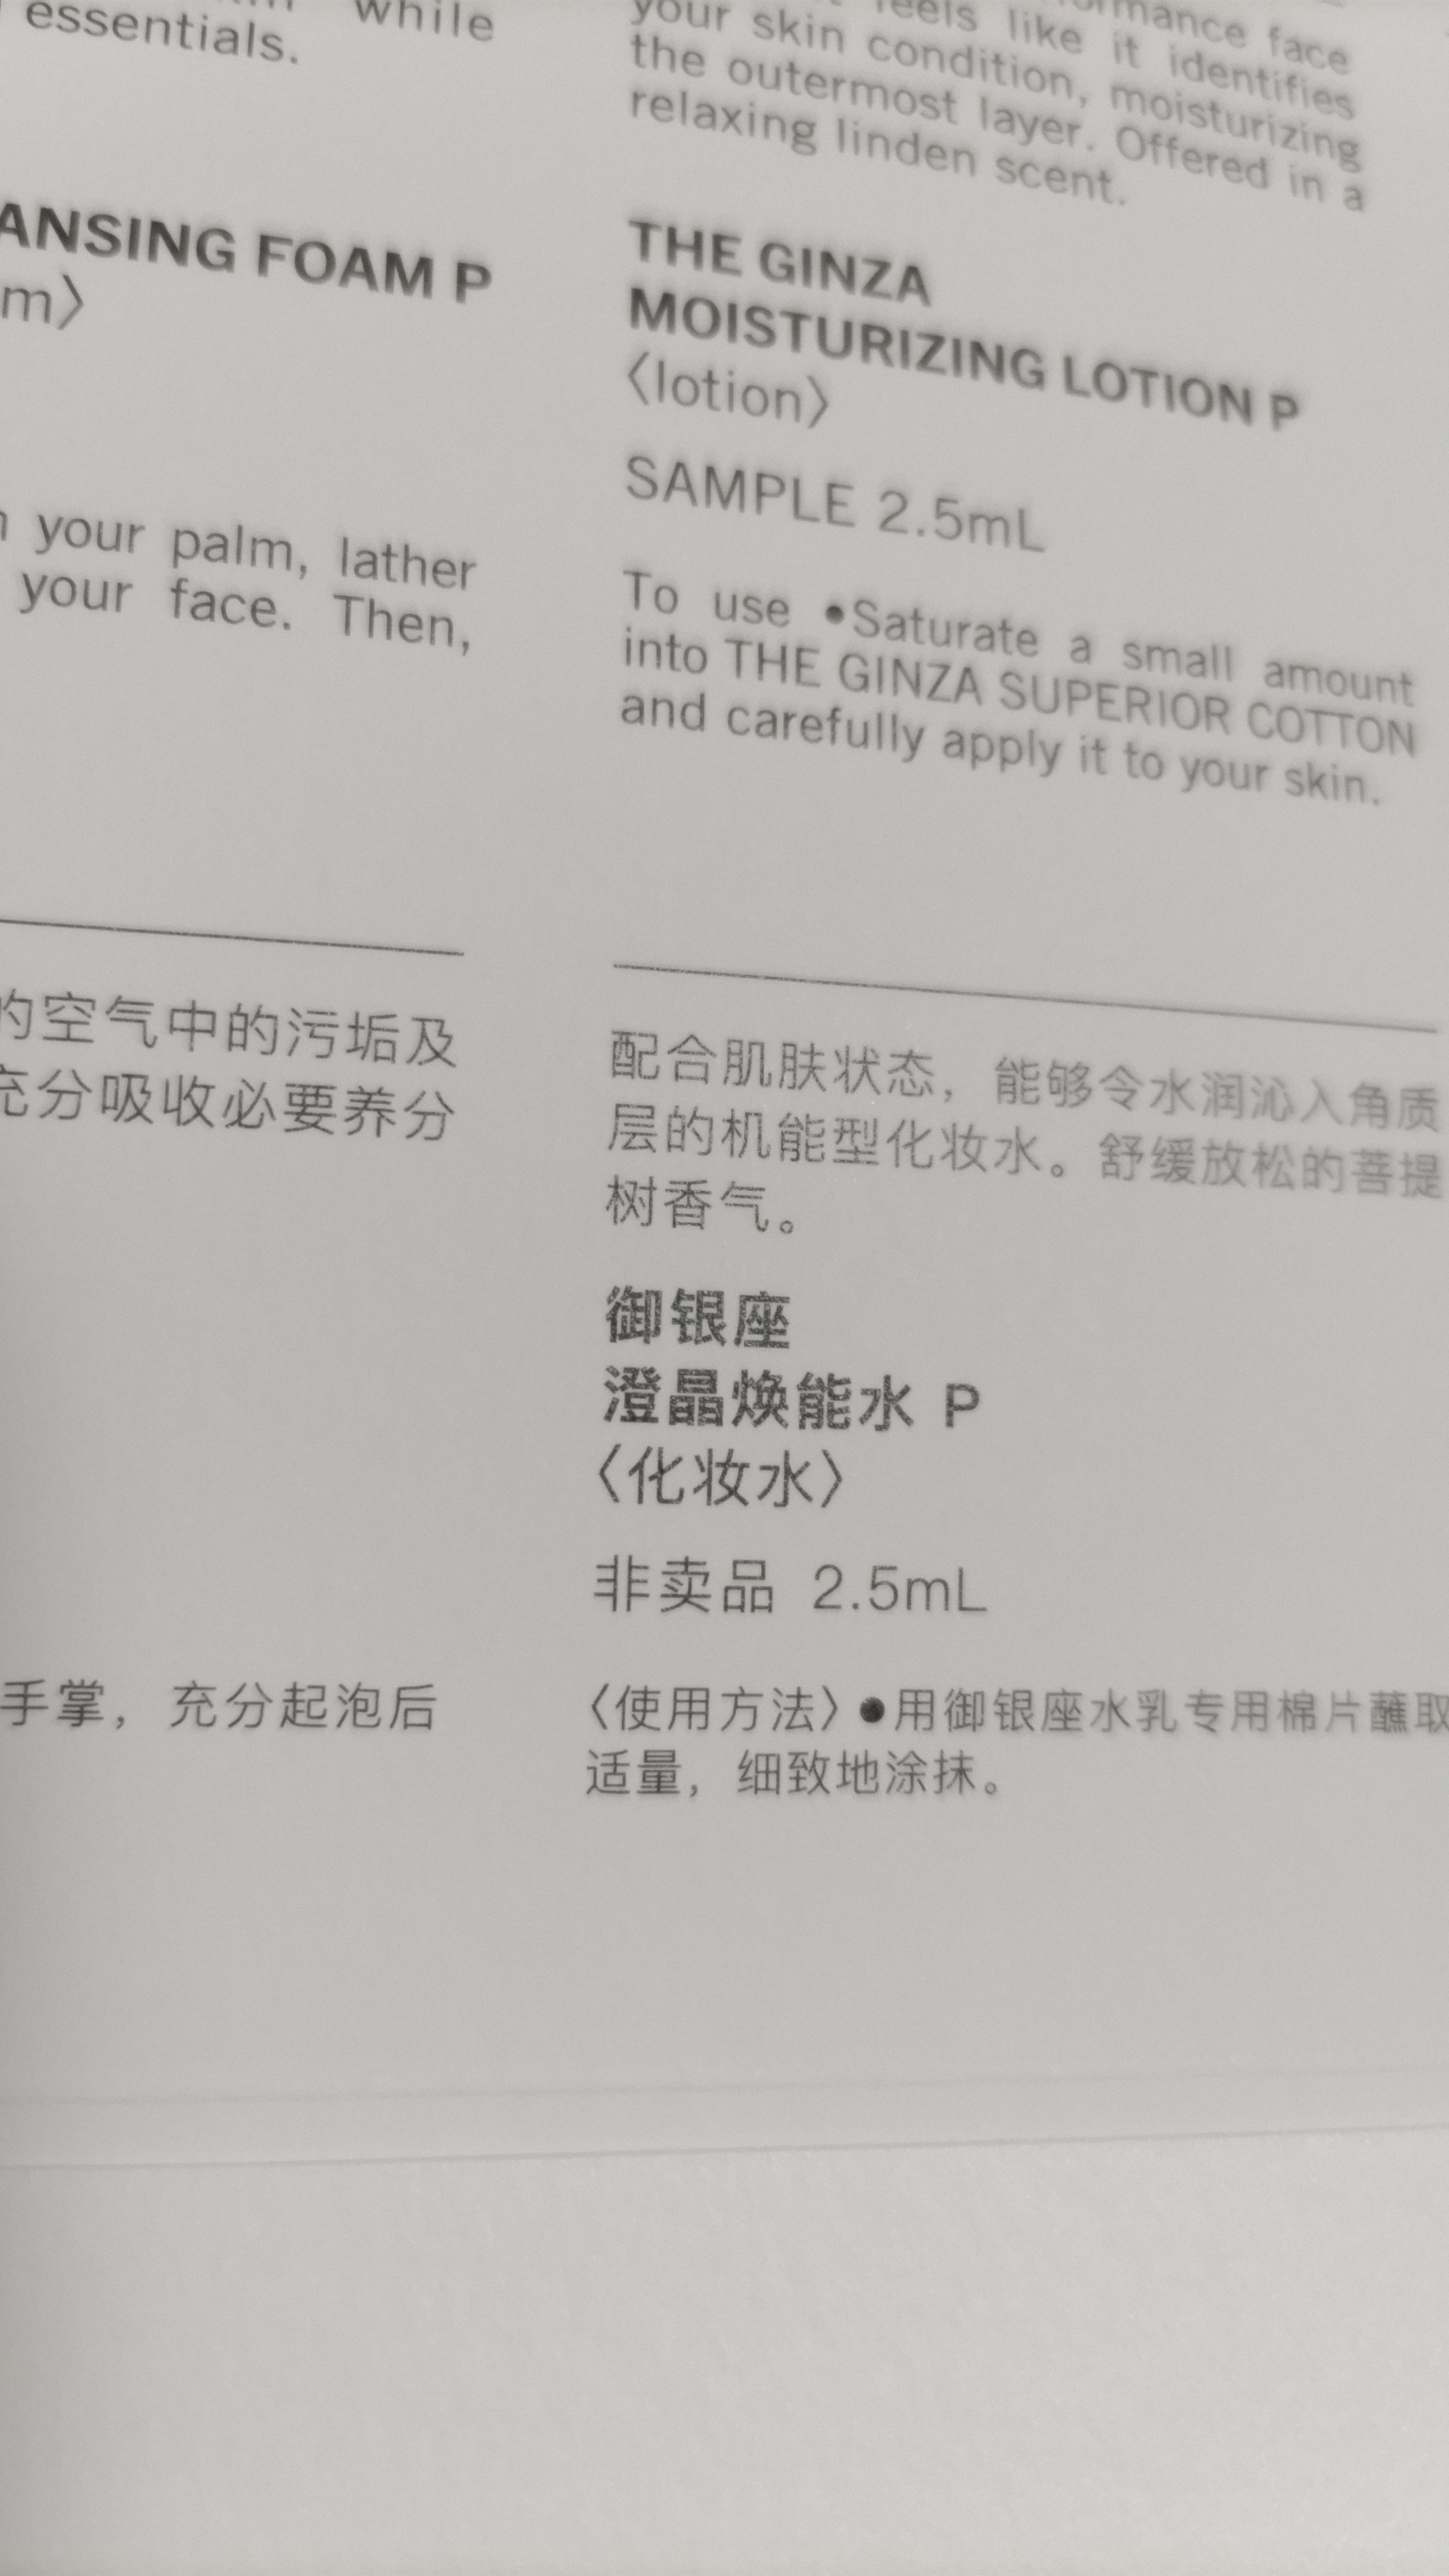 while
essentials.
ANSING FOAM P
m〉
your palm, lather
your face. Then,
的空气中的污垢及
充分吸收必要养分
手掌，充分起泡后
face
your skin feels like it identifies
the outermost condition, moisturizing
relaxing linden layer. Offered in a
scent.
THE GINZA
MOISTURIZING LOTION P
〈lotion〉
SAMPLE 2.5mL
To use •Saturate a small amount
into THE GINZA SUPERIOR COTTON
and carefully apply it to your skin.
配合肌肤状态，能够令水润沁入角质
层的机能型化妆水。舒缓放松的菩提
树香气。
御银座
澄晶焕能水 P
〈化妆水〉
非卖品 2.5mL
〈使用方法〉●用御银座水乳专用棉片蘸取
适量，细致地涂抹。